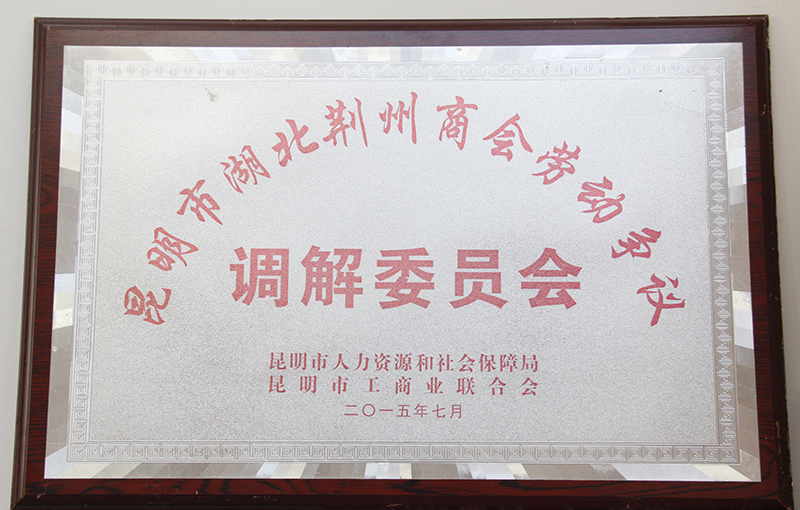 昆明市湖北荆州商会劳动争议
调解委员会
昆明市人力资源和社会保障局
昆明市工商业联合会
二〇一五年七月